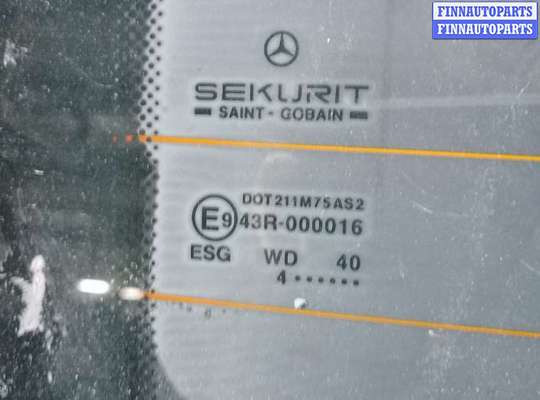 FINNAUTOPARTS
FINNAUTOPARTS
SEKURIT
SAINT-GOBAIN
DOT211M75AS2
E9 43R-000016
ESG WD 40
4 ••••••